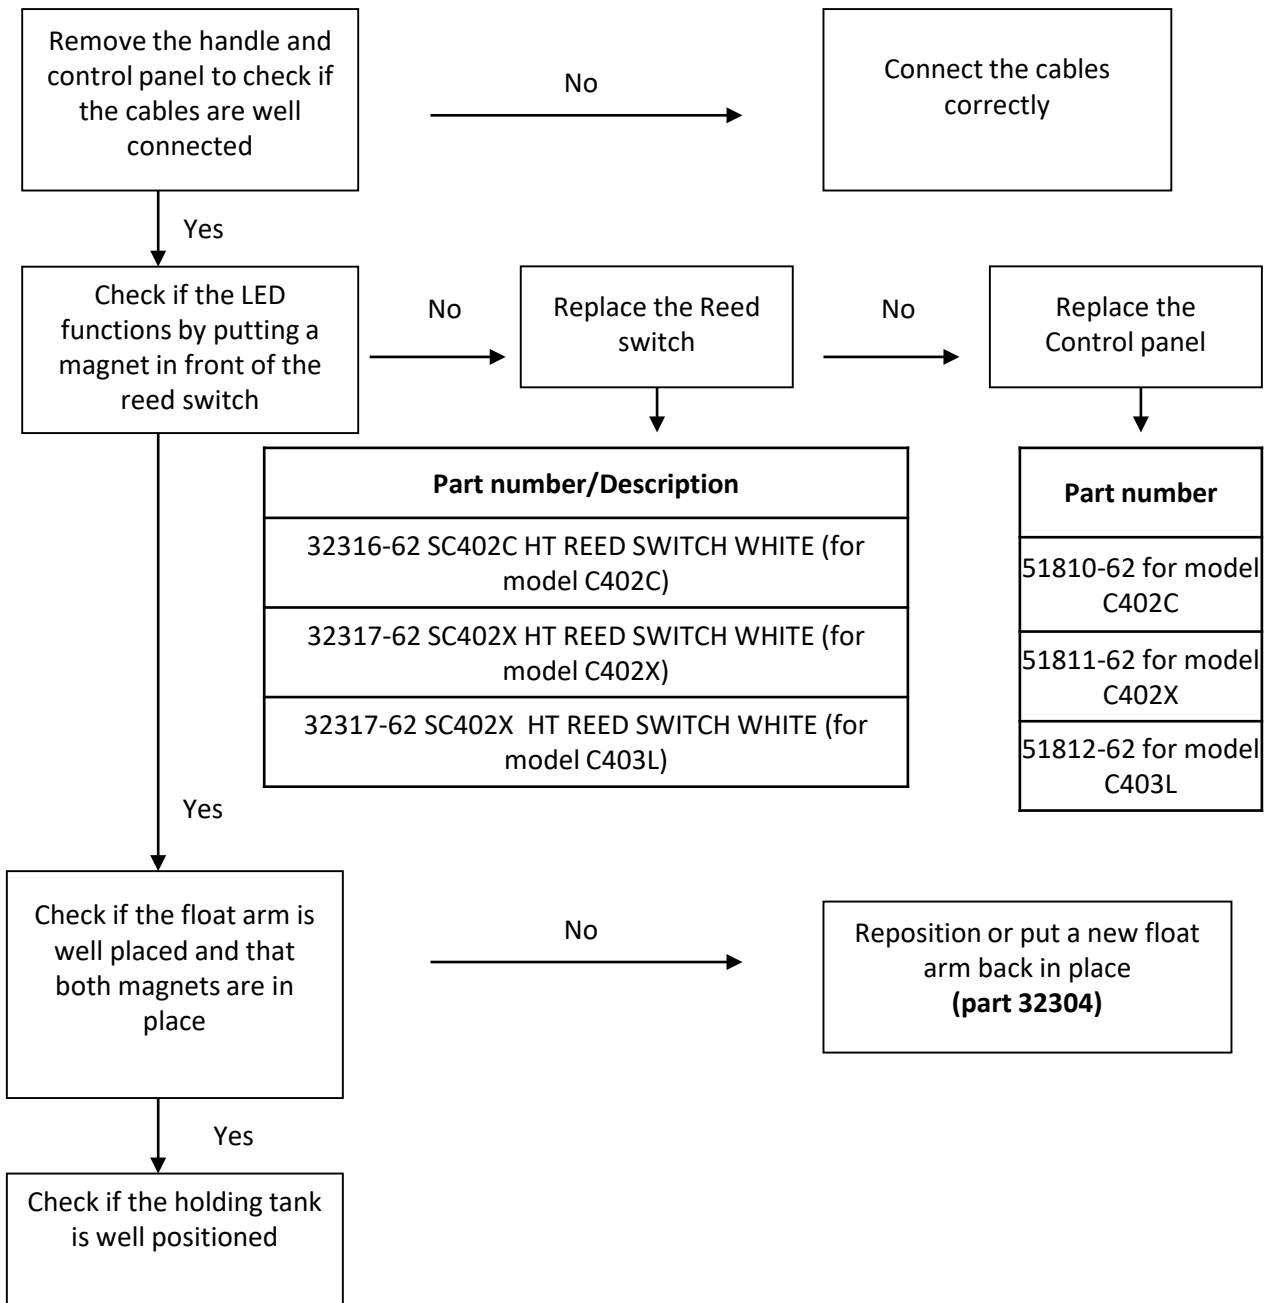 Remove the handle and
control panel to check if
the cables are well
connected
No
Connect the cables
correctly
Yes
Check if the LED
functions by putting a
magnet in front of the
reed switch
No
Replace the Reed
switch
No
Replace the
Control panel
Part number/Description
32316-62 SC402C HT REED SWITCH WHITE (for
model C402C)
32317-62 SC402X HT REED SWITCH WHITE (for
model C402X)
32317-62 SC402X  HT REED SWITCH WHITE (for
model C403L)
Part number
51810-62 for model
C402C
51811-62 for model
C402X
51812-62 for model
C403L
Yes
Check if the float arm is
well placed and that
both magnets are in
place
No
Reposition or put a new float
arm back in place
(part 32304)
Yes
Check if the holding tank
is well positioned